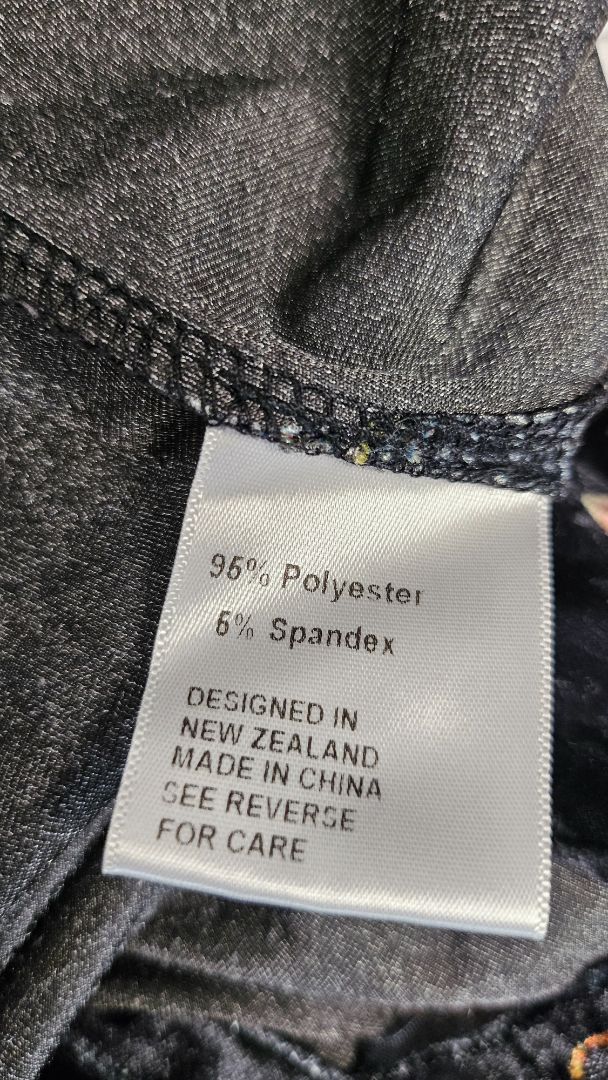 95% Polyester
5% Spandex
DESIGNED IN
NEW ZEALAND
MADE IN CHINA
SEE REVERSE
FOR CARE